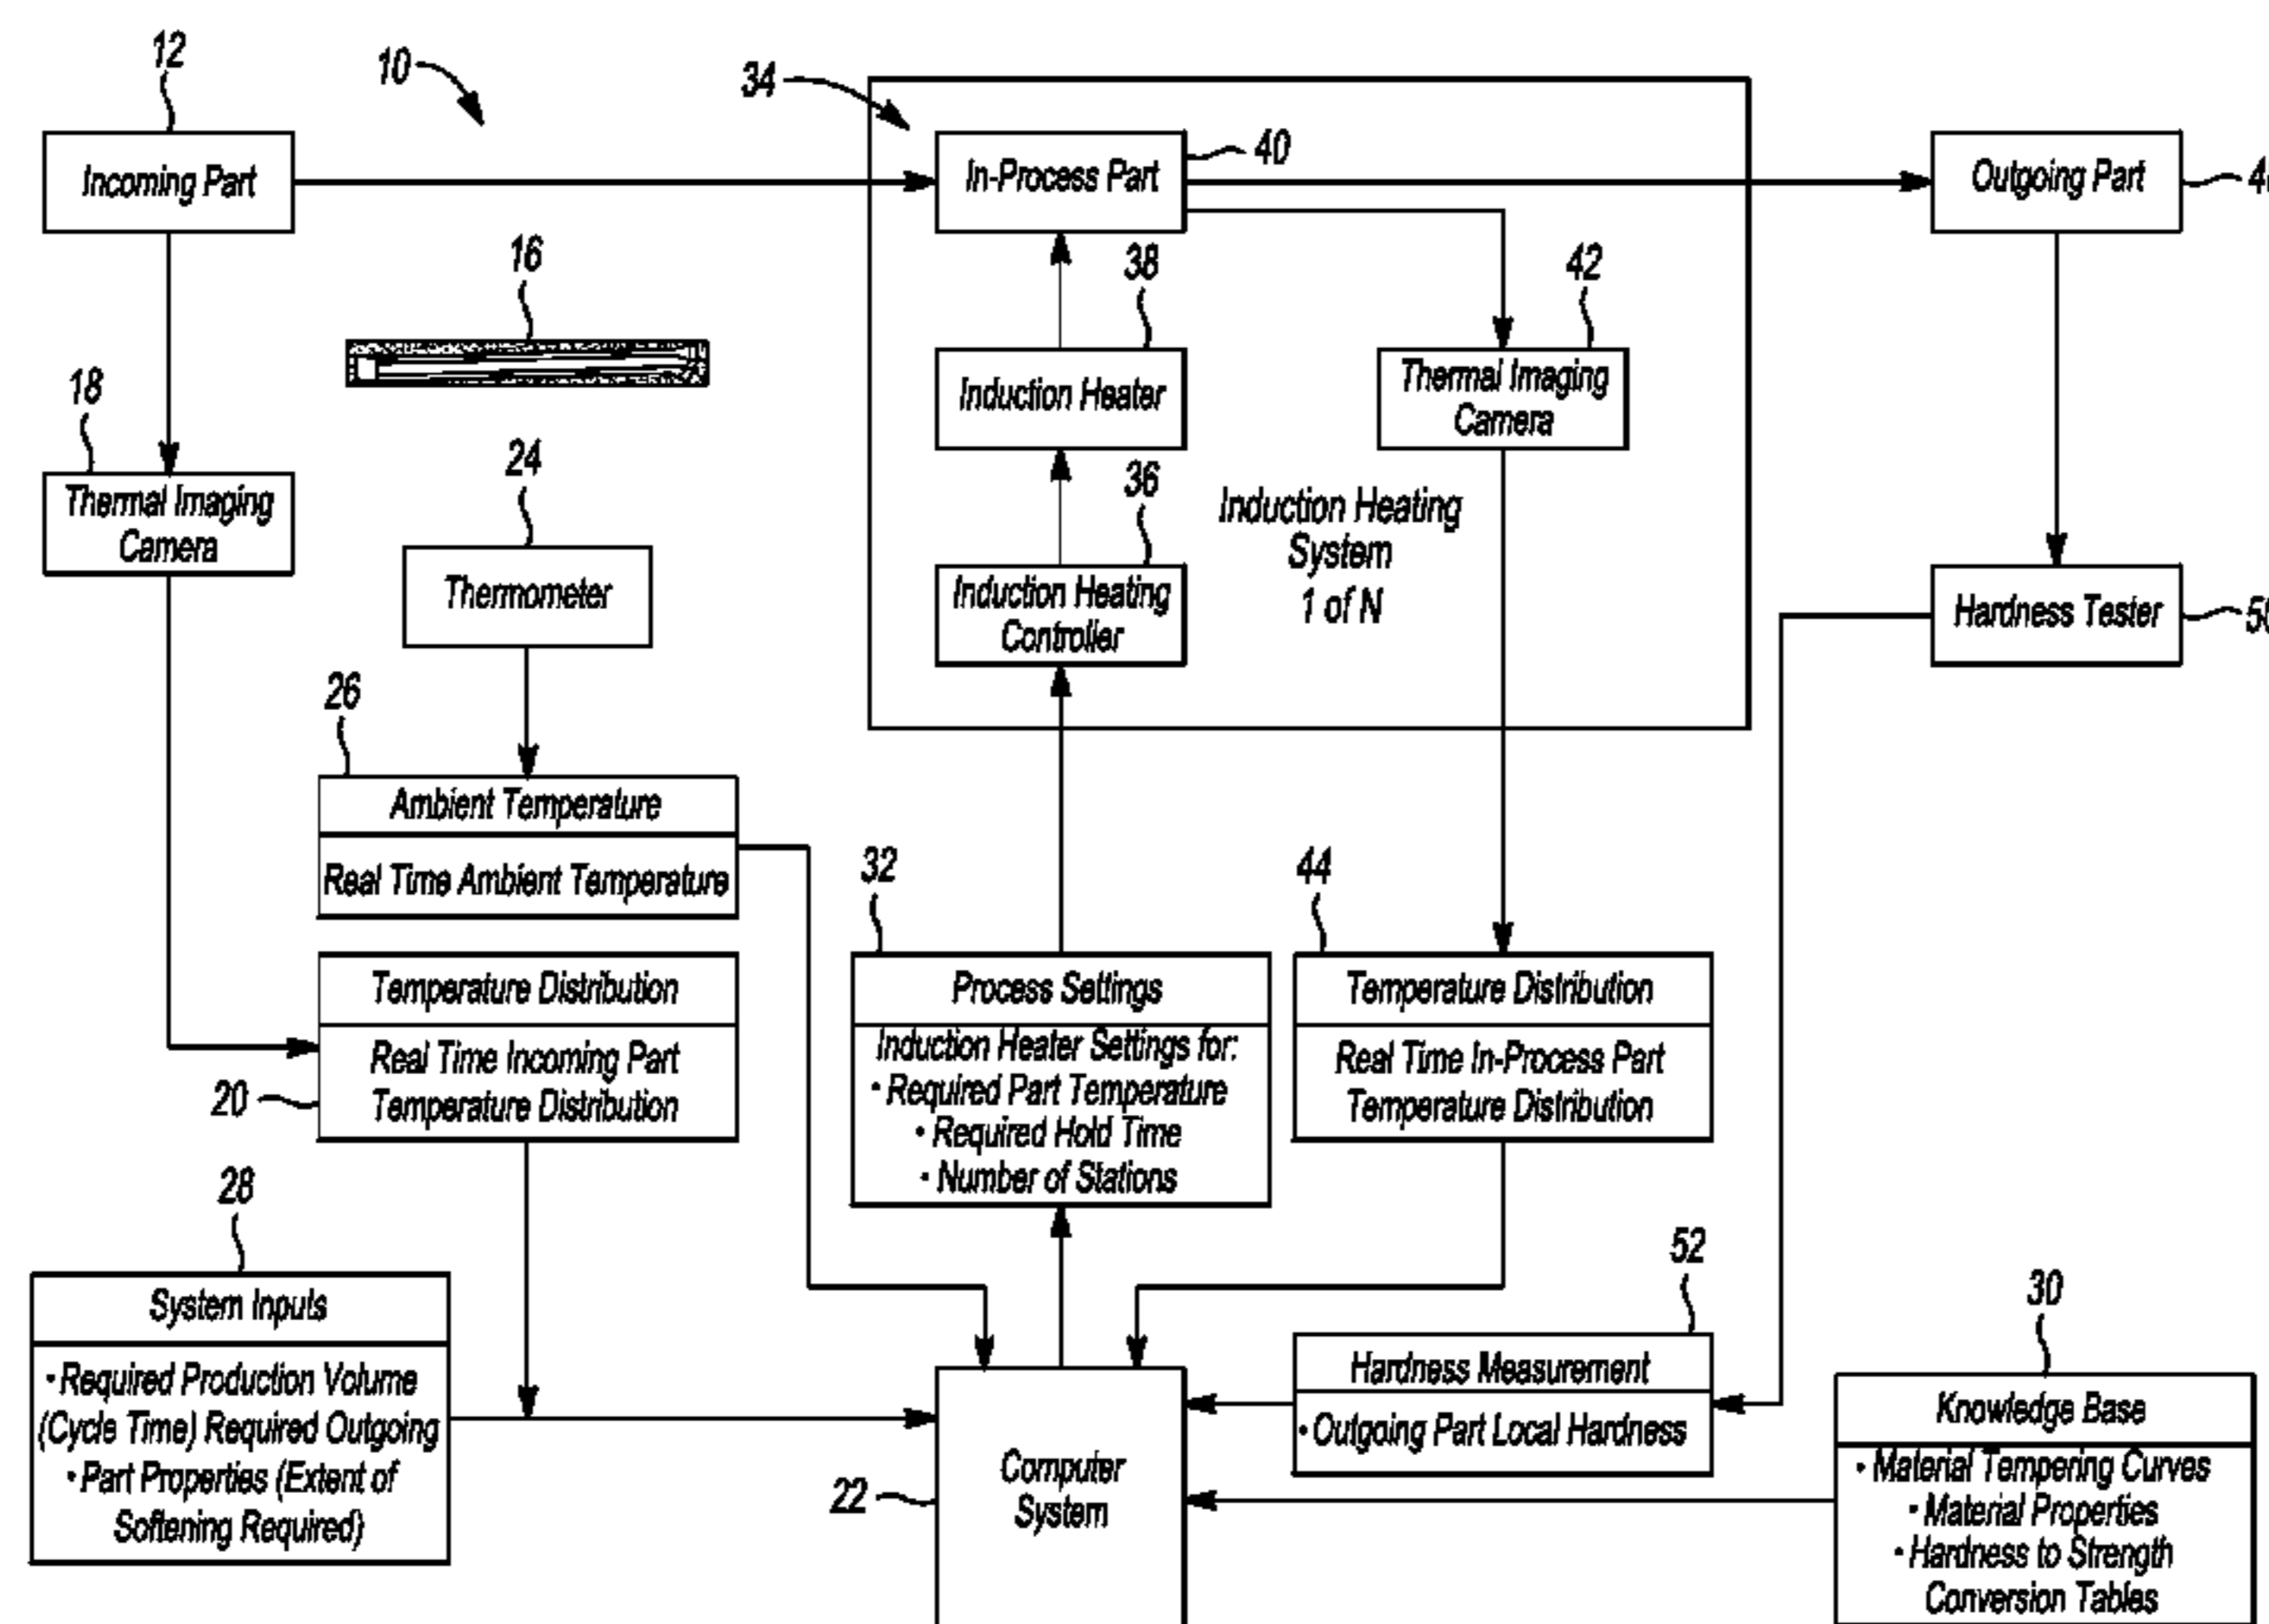 12
10
34
Incoming Part
In-Process Part
40
Outgoing Part
16
38
42
18
Induction Heater
Thermal Imaging
Camera
24
36
Thermal Imaging
Camera
Induction Heating
System
1 of N
Thermometer
Induction Heating
Controller
Hardness Tester
26
Ambient Temperature
Real Time Ambient Temperature
32
44
Temperature Distribution
Real Time Incoming Part
Temperature Distribution
20
Process Settings
Induction Heater Settings for:
• Required Part Temperature
• Required Hold Time
• Number of Stations
Temperature Distribution
Real Time In-Process Part
Temperature Distribution
28
System Inputs
• Required Production Volume
(Cycle Time) Required Outgoing
• Part Properties (Extent of
Softening Required)
52
Hardness Measurement
• Outgoing Part Local Hardness
30
Knowledge Base
• Material Tempering Curves
• Material Properties
• Hardness to Strength
Conversion Tables
22
Computer
System